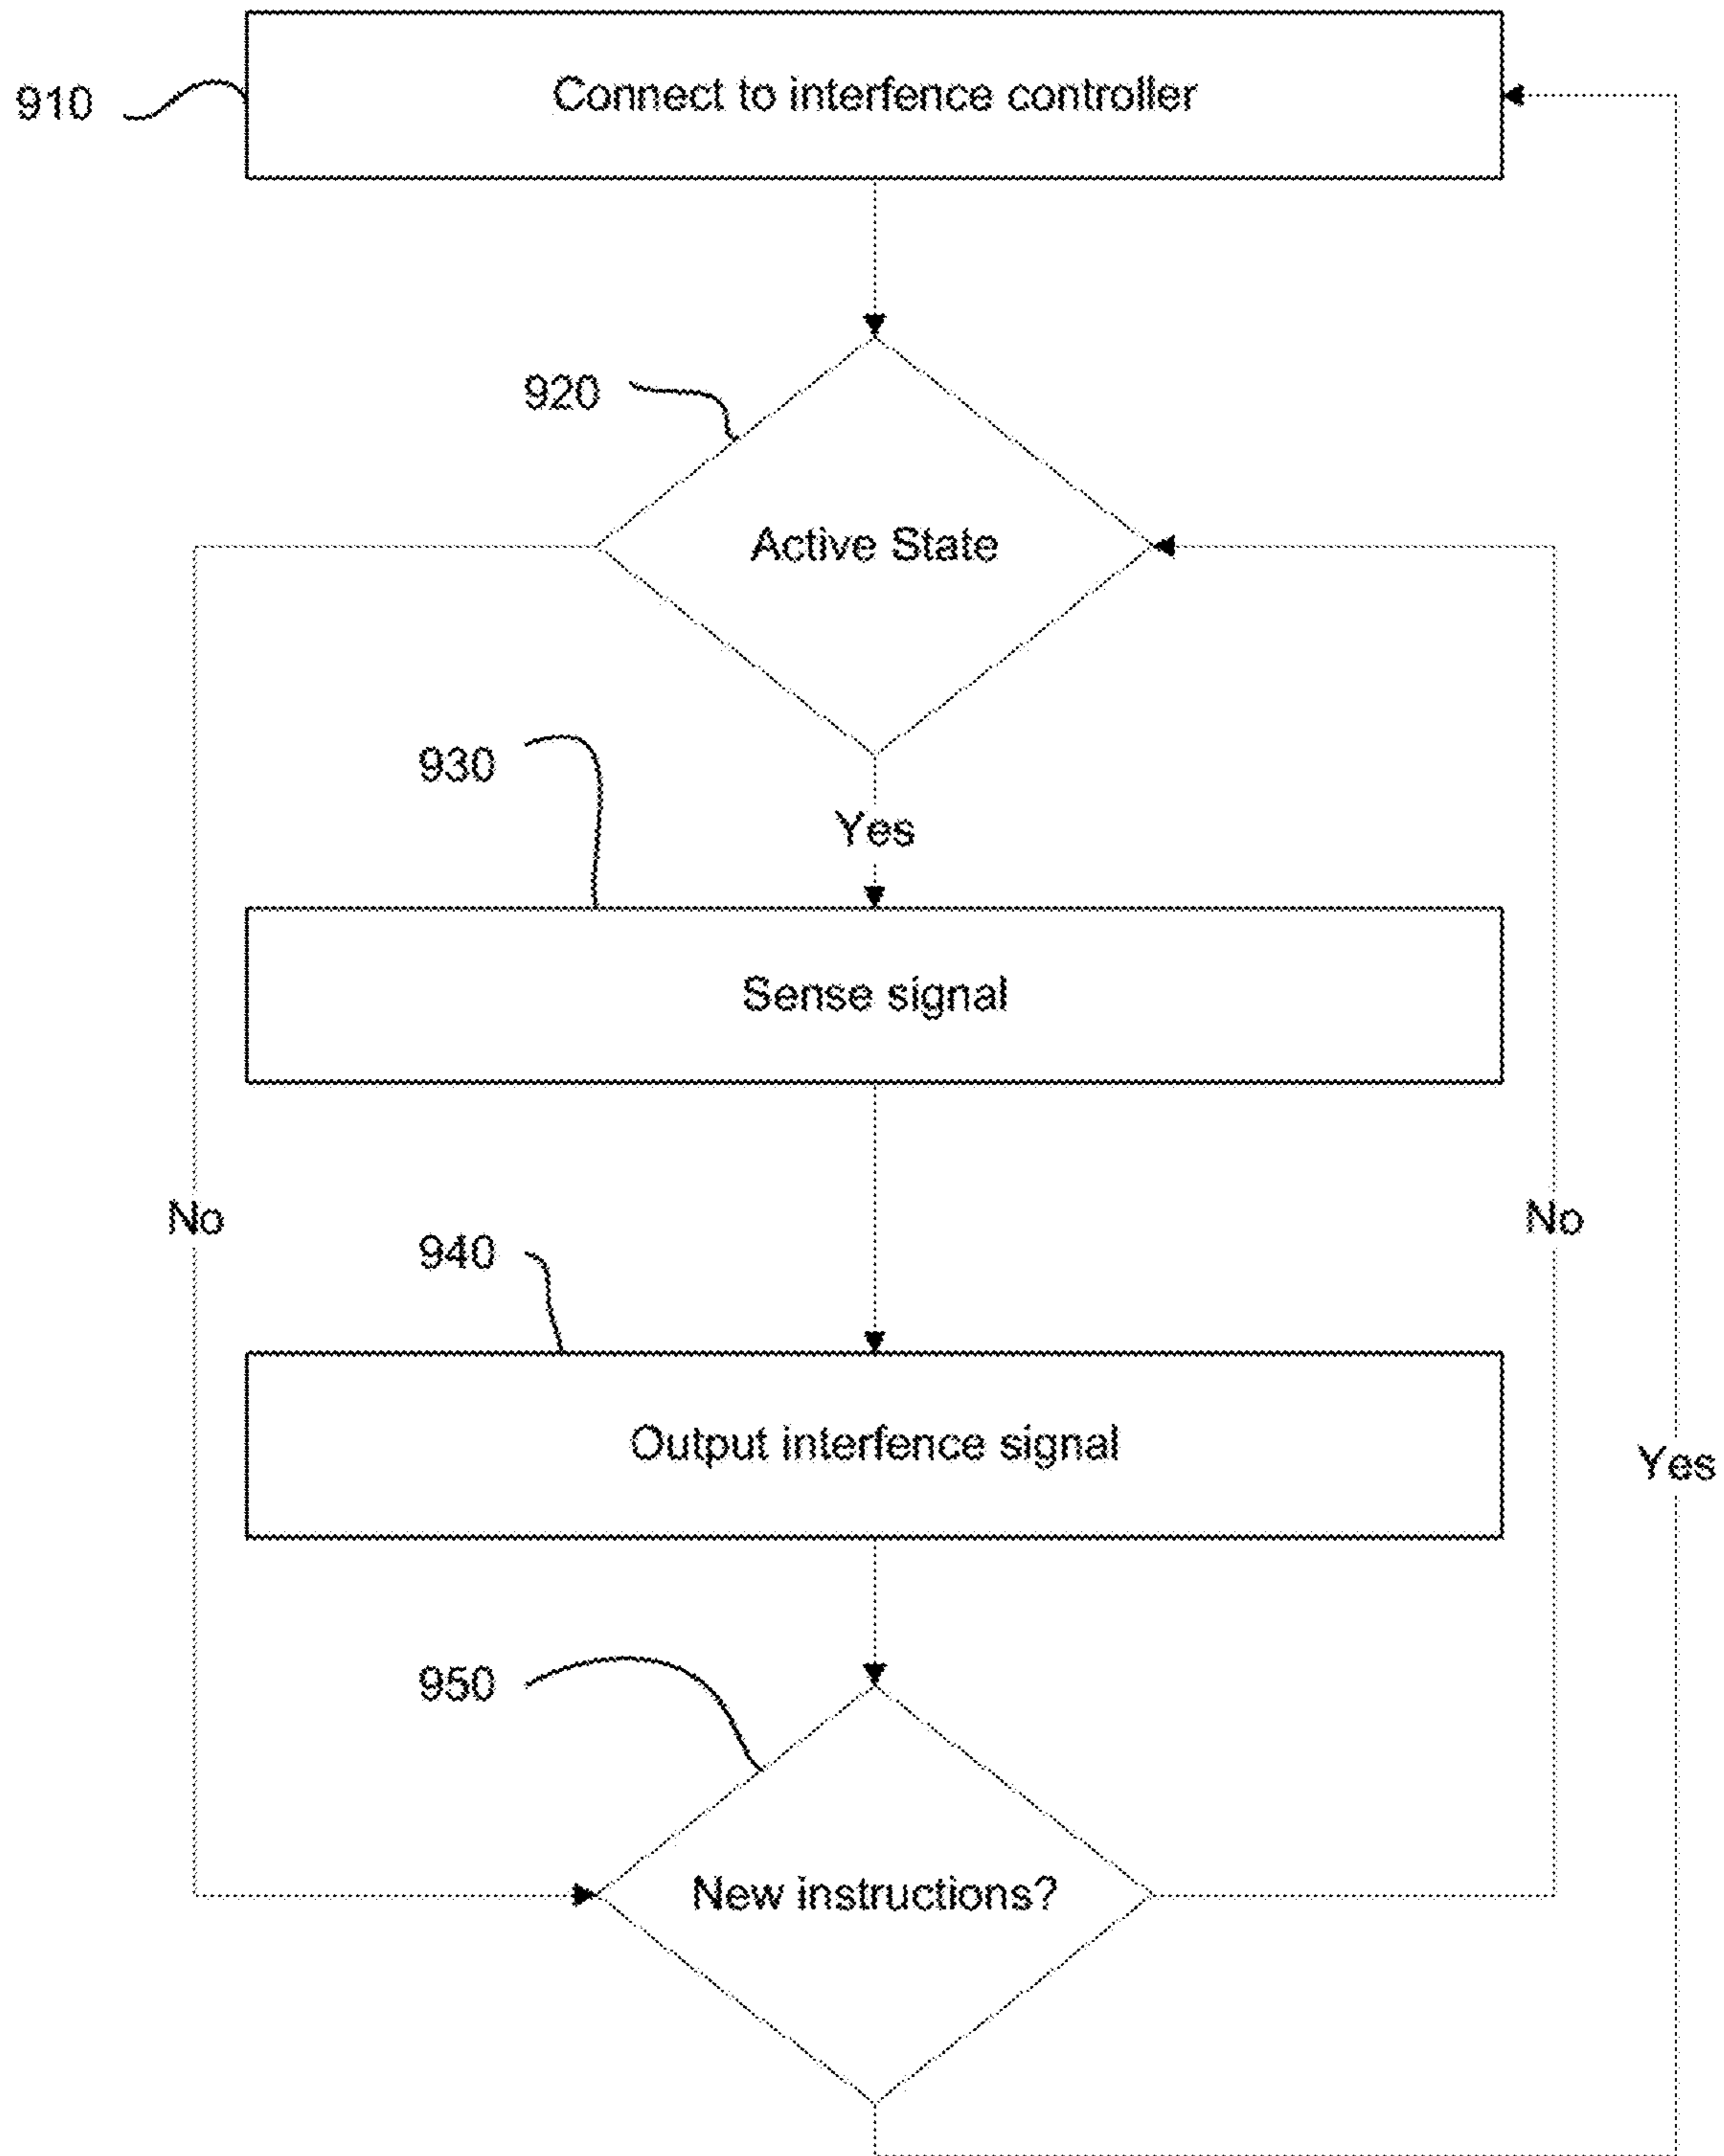 910
Connect to interfence controller
920
Active State
930
Yes
Sense signal
No
No
940
Output interfence signal
Yes
950
New instructions?